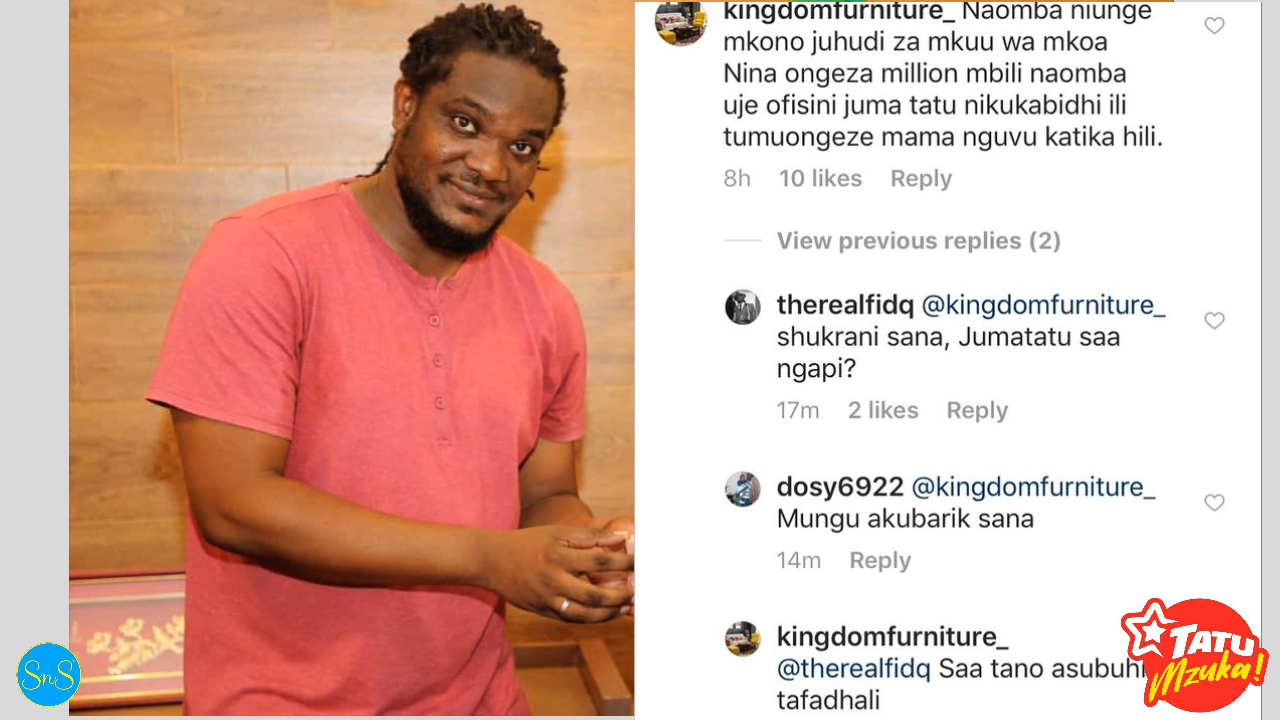 kingdomfurniture_ Naomba niunge
mkono juhudi za mkuu wa mkoa
Nina ongeza million mbili naomba
uje ofisini juma tatu nikukabidhi ili
tumuongeze mama nguvu katika hili.
8h 10 likes Reply
View previous replies (2)
therealfidq @kingdomfurniture_
shukrani sana, Jumatatu saa
ngapi?
17m 2 likes Reply
dosy6922 @kingdomfurniture_
Mungu akubarik sana
14m Reply
kingdomfurniture_
@therealfidq Saa tano asubuhi
tafadhali
SnS
TATU
Mzuka!